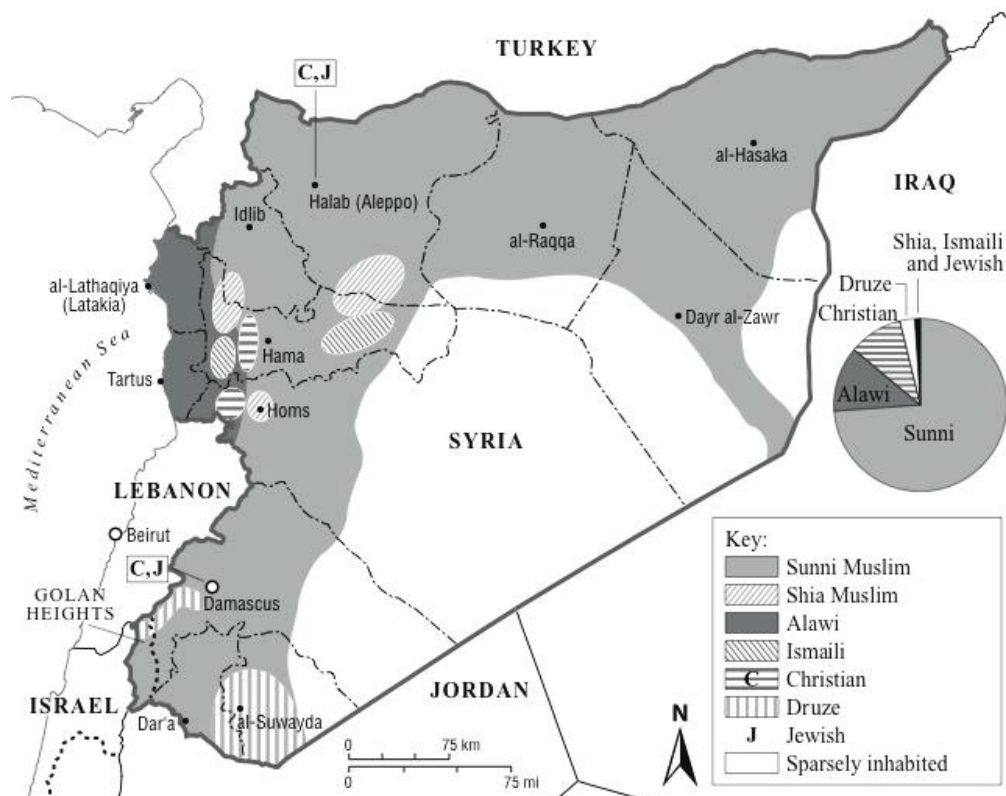 TURKEY
C, J
al-Hasaka
Halab (Aleppo)
IRAQ
Idlib
al-Raqqa
Shia, Ismaili
and Jewish
Druze
Christian
al-Lathaqiya
(Latakia)
Dayr al-Zawr
Hama
Mediterranean Sea
Tartus
Alawi
Homs
Sunni
SYRIA
LEBANON
Beirut
C, J
Damascus
GOLAN
HEIGHTS
ISRAEL
JORDAN
Dar'a
al-Suwayda
N
0 75 km
0 75 mi
Key:
Sunni Muslim
Shia Muslim
Alawi
Ismaili
C Christian
Druze
J Jewish
Sparsely inhabited